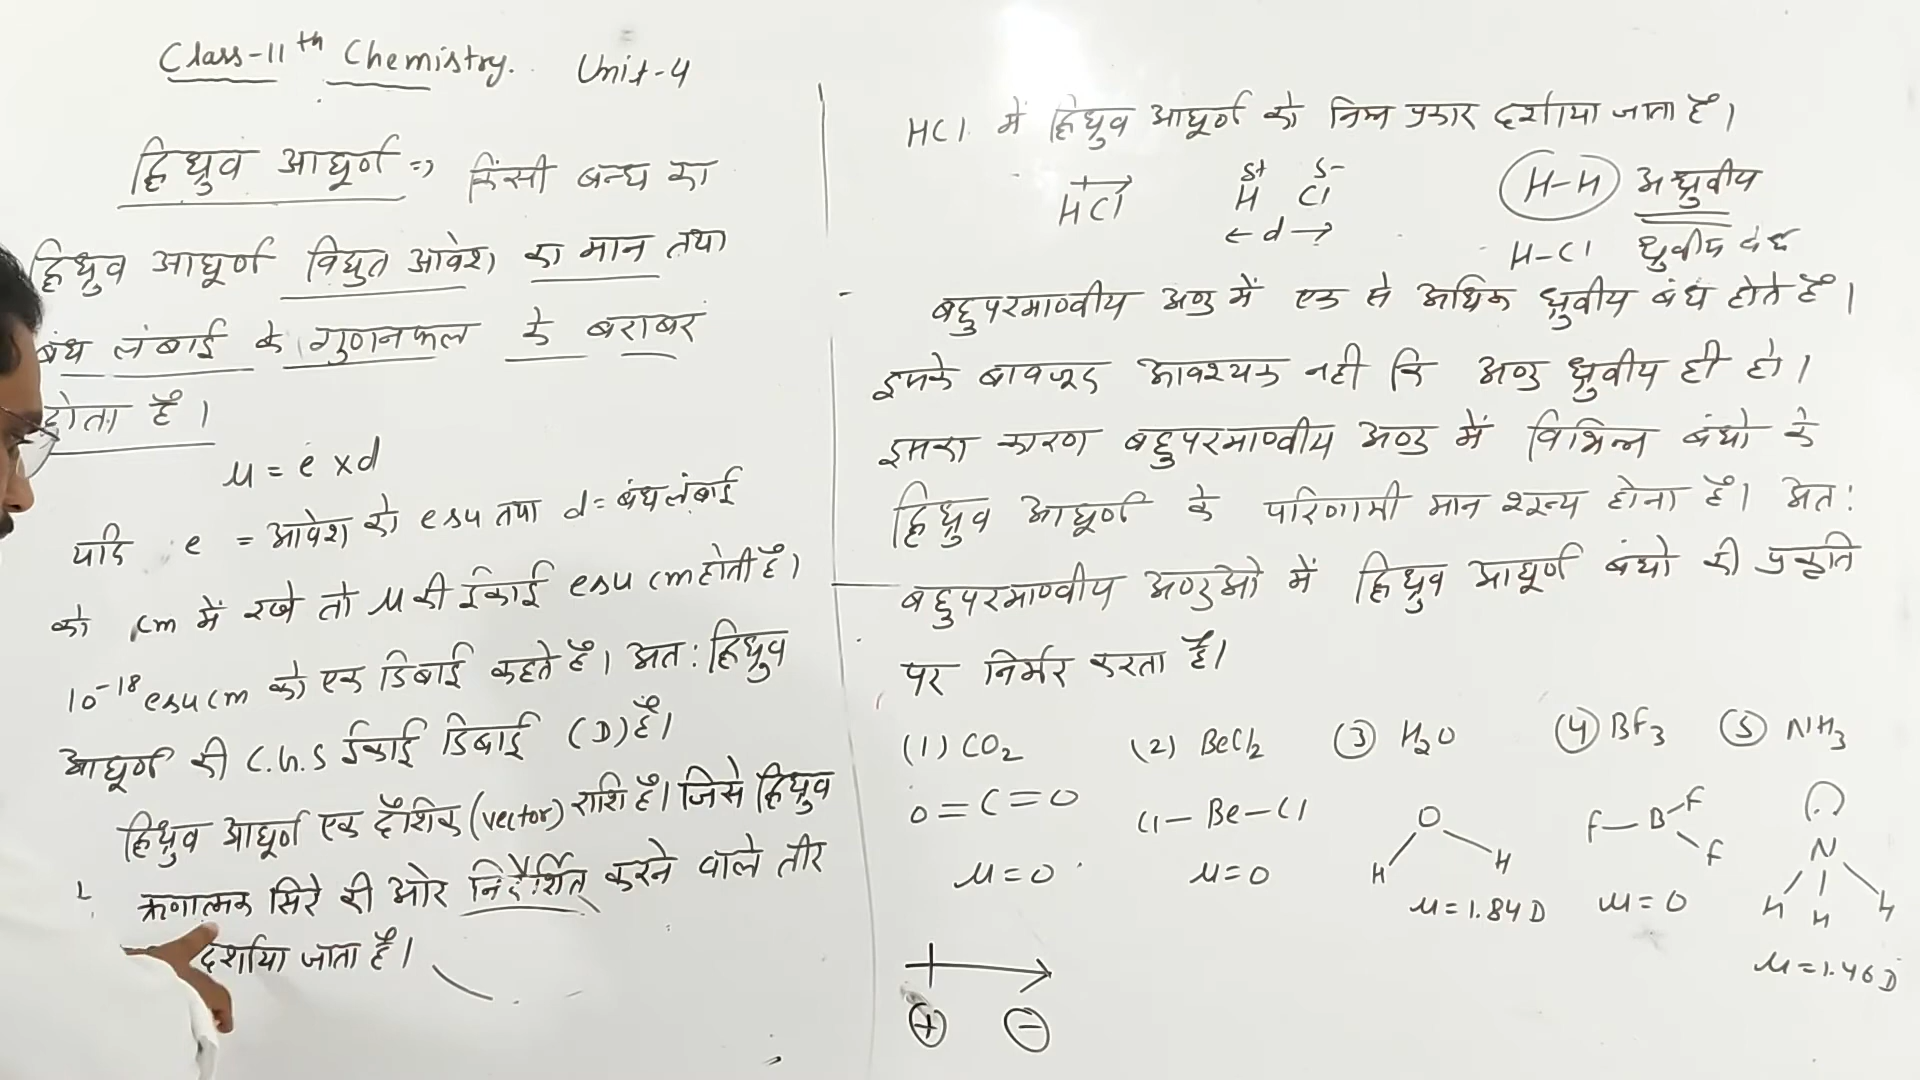 Class-11th Chemistry. Unit-4
द्विध्रुव आघूर्ण => किसी बन्ध का
द्विध्रुव आघूर्ण विद्युत आवेश का मान तथा
बंध लंबाई के गुणनफल के बराबर
होता है।
μ = e x d
यदि e = आवेश को esu तथा d = बंध लंबाई
को cm में रखे तो μ की ईकाई esu cm होती है।
10⁻¹⁸ esu cm को एक डिबाई कहते है। अत: द्विध्रुव
आघूर्ण की C.G.S ईकाई डिबाई (D) है।
द्विध्रुव आघूर्ण एक दैशिक (vector) राशि है। जिसे द्विध्रुव
ऋणात्मक सिरे की ओर निर्देशित करने वाले तीर
दर्शाया जाता है।
HCl में द्विध्रुव आघूर्ण को निम्न प्रकार दर्शाया जाता है।
HCl
δ+ δ-
H Cl
← d →
H-H अध्रुवीय
H-Cl ध्रुवीय बंध
बहुपरमाण्वीय अणु में एक से अधिक ध्रुवीय बंध होते है।
इसके बावजूद आवश्यक नही कि अणु ध्रुवीय ही हो।
इसका कारण बहुपरमाण्वीय अणु में विभिन्न बंधो के
द्विध्रुव आघूर्ण के परिणामी मान शून्य होना है। अत:
बहुपरमाण्वीय अणुओ में द्विध्रुव आघूर्ण बंधो की प्रकृति
पर निर्भर करता है।
(1) CO₂ (2) BeCl₂ (3) H₂O (4) BF₃ (5) NH₃
O=C=O
μ=0
Cl-Be-Cl
μ=0
O
H H
μ=1.84D
F-B F
F
μ=0
N
H H H
μ=1.46D
+ -